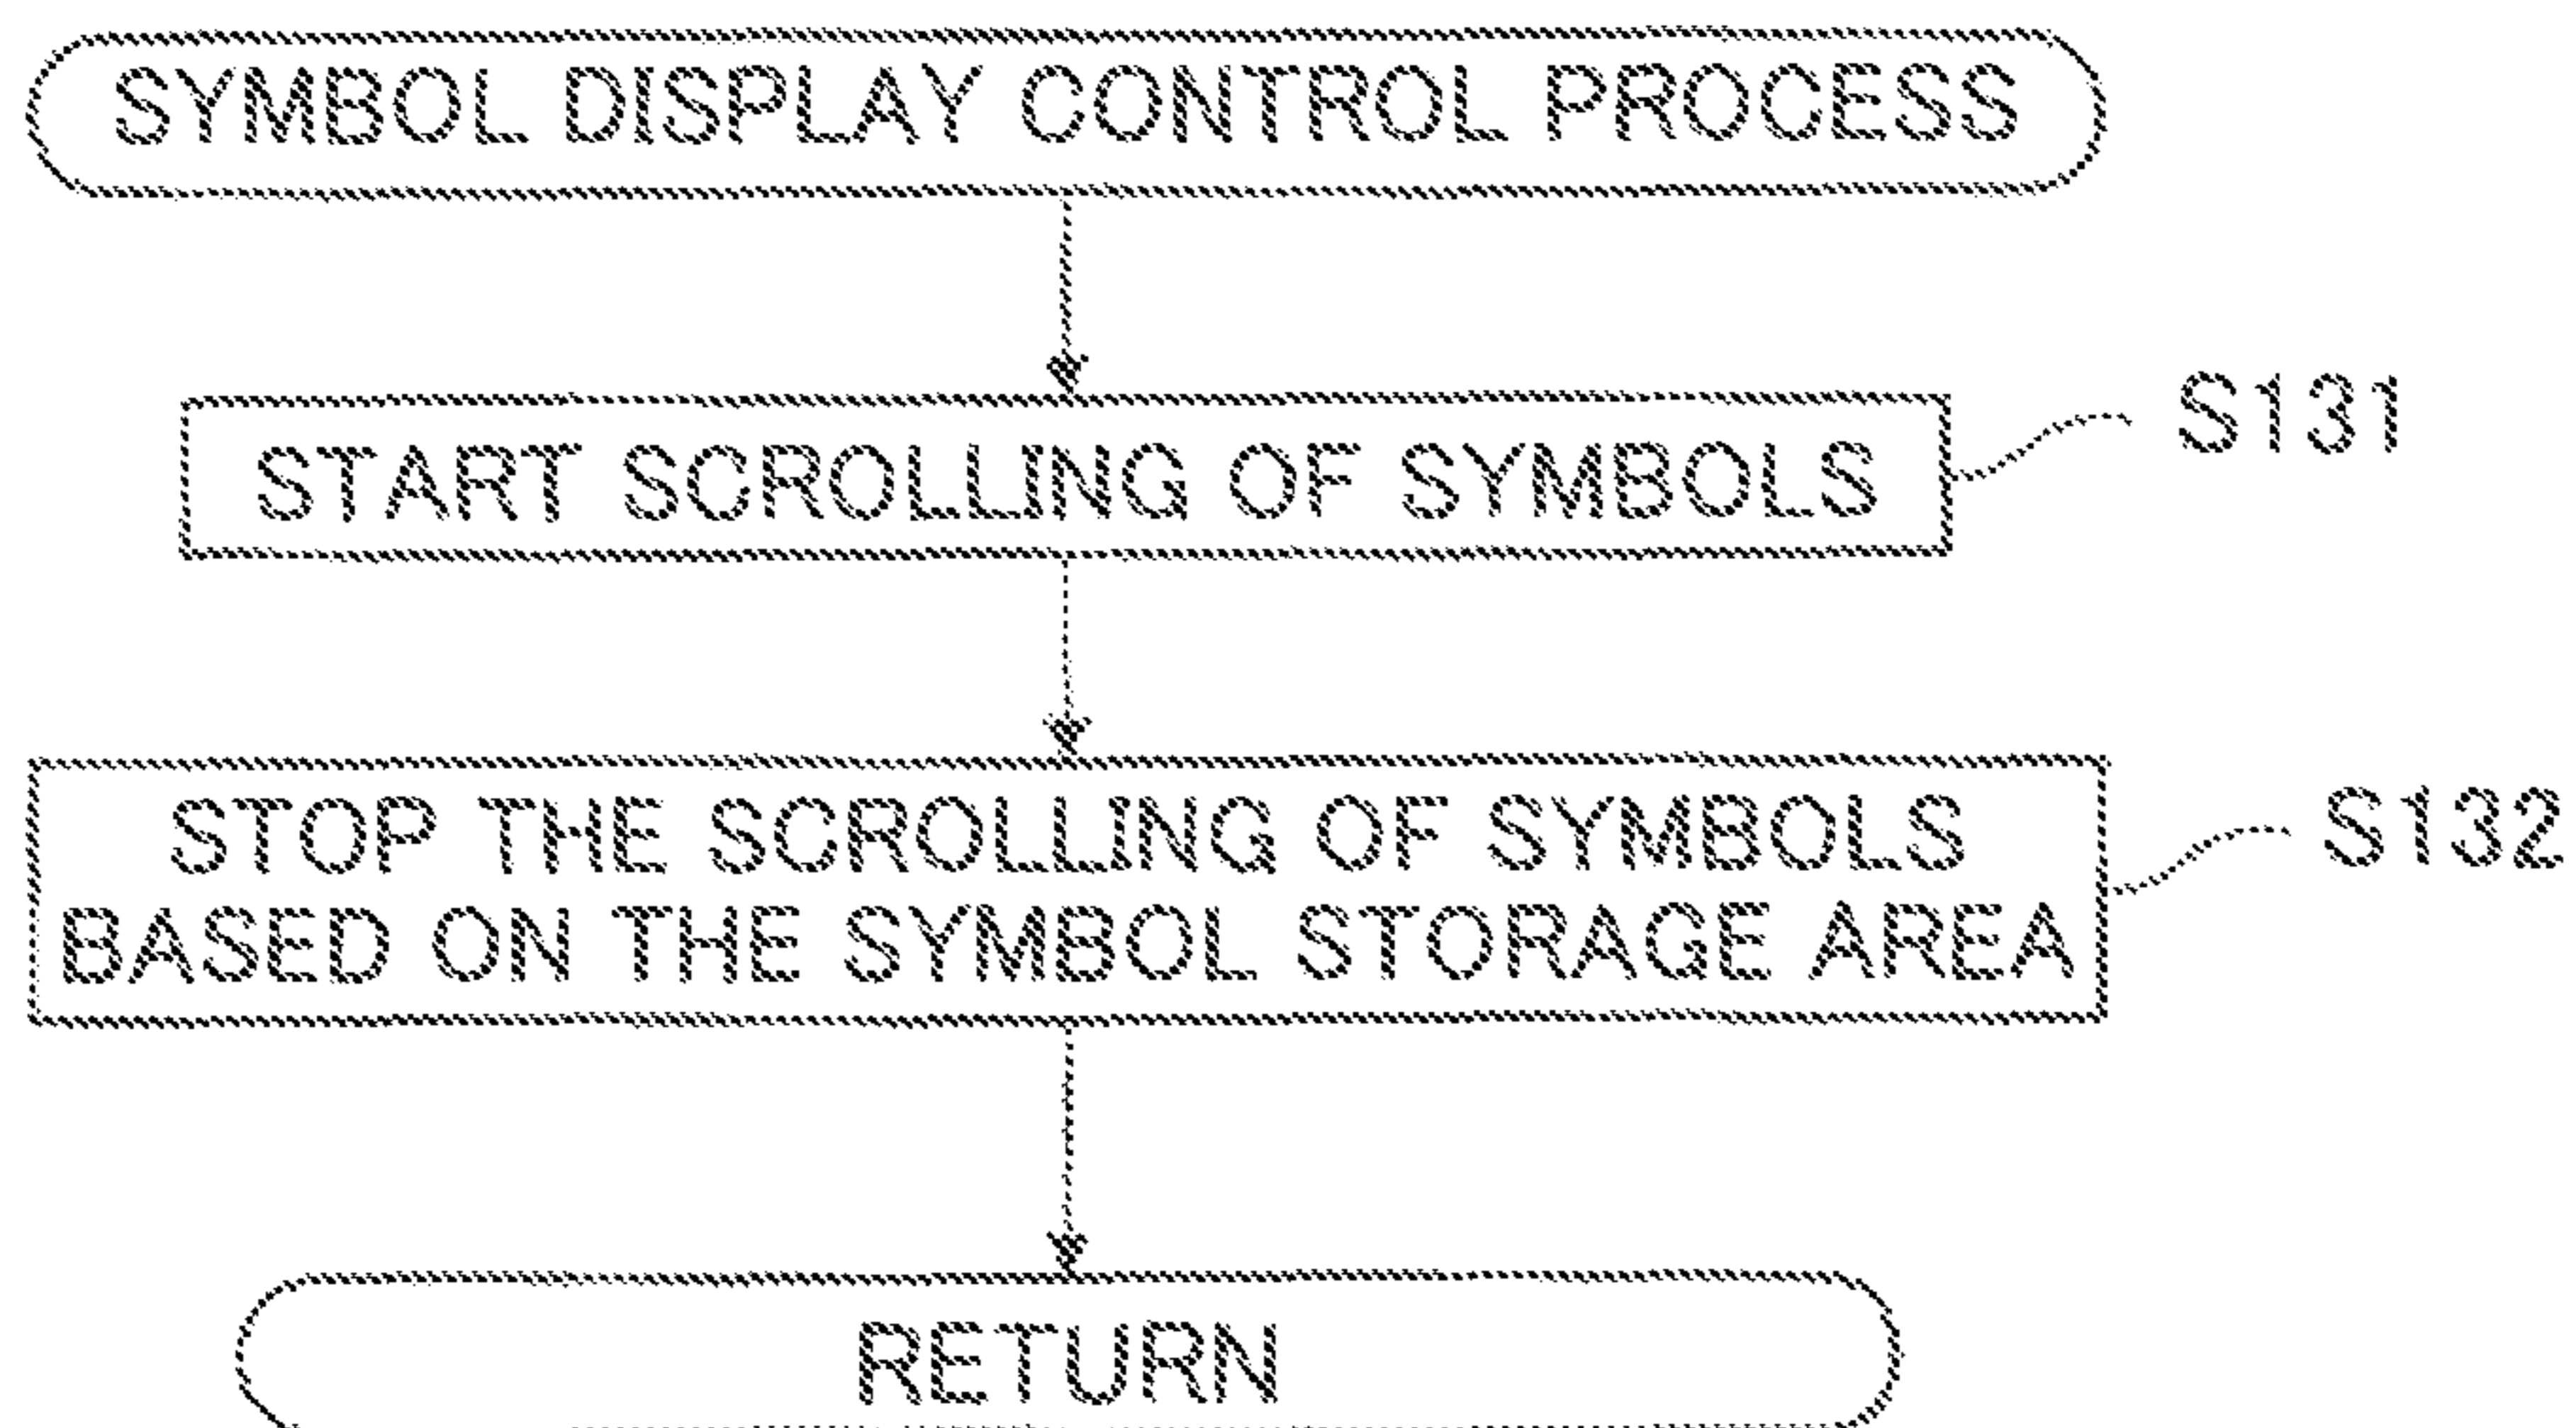 SYMBOL DISPLAY CONTROL PROCESS
START SCROLLING OF SYMBOLS
S131
STOP THE SCROLLING OF SYMBOLS
BASED ON THE SYMBOL STORAGE AREA
S132
RETURN